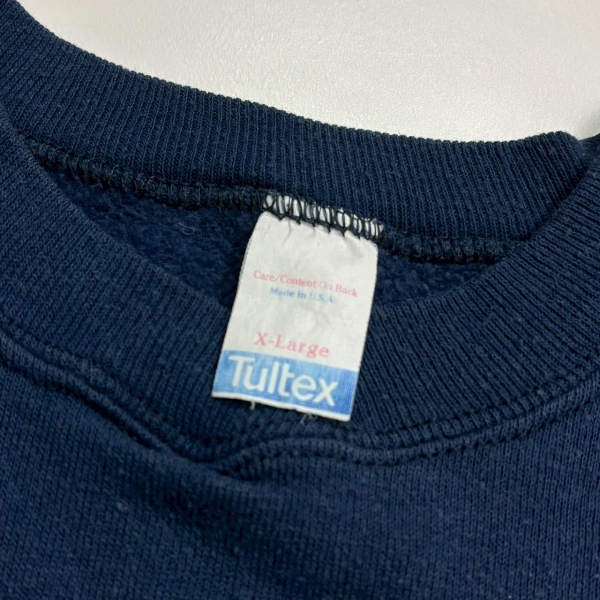 Care/Content On Back
Made In U.S.A.
X-Large
Tultex